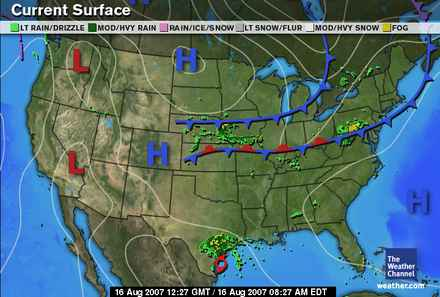 Current Surface
LT RAIN/DRIZZLE MOD/HVY RAIN RAIN/ICE/SNOW LT SNOW/FLUR MOD/HVY SNOW FOG
L H
H
L
H
The
Weather
Channel
weather.com
16 Aug 2007 12:27 GMT / 16 Aug 2007 08:27 AM EDT